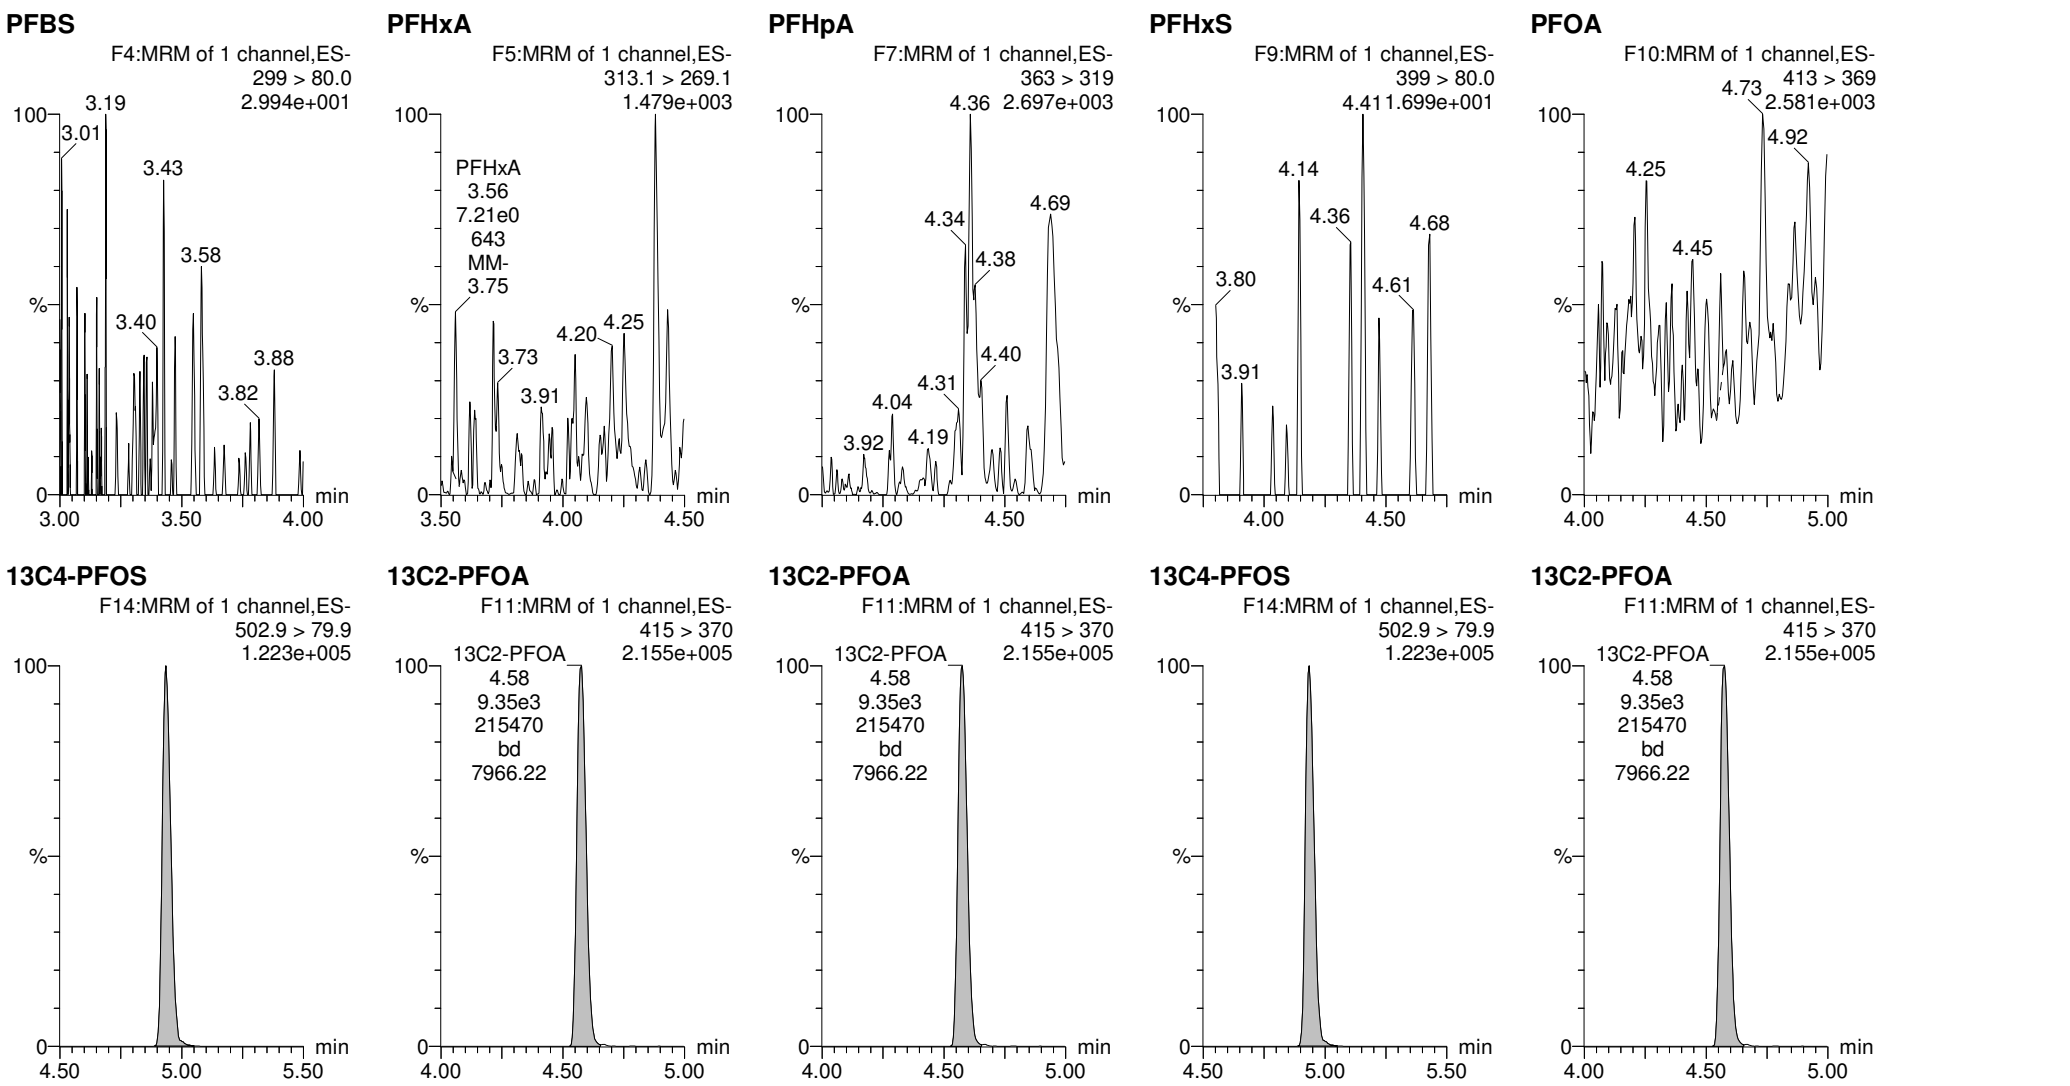 PFBS
F4:MRM of 1 channel,ES-
299 > 80.0
2.994e+001
100
3.19
3.01
3.43
3.58
%
3.40
3.88
3.82
0
min
3.00
3.50
4.00
PFHxA
F5:MRM of 1 channel,ES-
313.1 > 269.1
1.479e+003
100
PFHxA
3.56
7.21e0
643
MM-
3.75
%
4.20
4.25
3.73
3.91
0
min
3.50
4.00
4.50
PFHpA
F7:MRM of 1 channel,ES-
363 > 319
2.697e+003
100
4.36
4.69
4.34
4.38
%
4.40
4.31
4.04
3.92
4.19
0
min
4.00
4.50
PFHxS
F9:MRM of 1 channel,ES-
399 > 80.0
1.699e+001
100
4.41
4.14
4.36
4.68
3.80
4.61
%
3.91
0
min
4.00
4.50
PFOA
F10:MRM of 1 channel,ES-
413 > 369
2.581e+003
100
4.73
4.92
4.25
4.45
%
0
min
4.00
4.50
5.00
13C4-PFOS
F14:MRM of 1 channel,ES-
502.9 > 79.9
1.223e+005
100
%
0
min
4.50
5.00
5.50
13C2-PFOA
F11:MRM of 1 channel,ES-
415 > 370
2.155e+005
100
13C2-PFOA
4.58
9.35e3
215470
bd
7966.22
%
0
min
4.00
4.50
5.00
13C2-PFOA
F11:MRM of 1 channel,ES-
415 > 370
2.155e+005
100
13C2-PFOA
4.58
9.35e3
215470
bd
7966.22
%
0
min
4.00
4.50
5.00
13C4-PFOS
F14:MRM of 1 channel,ES-
502.9 > 79.9
1.223e+005
100
%
0
min
4.50
5.00
5.50
13C2-PFOA
F11:MRM of 1 channel,ES-
415 > 370
2.155e+005
100
13C2-PFOA
4.58
9.35e3
215470
bd
7966.22
%
0
min
4.00
4.50
5.00